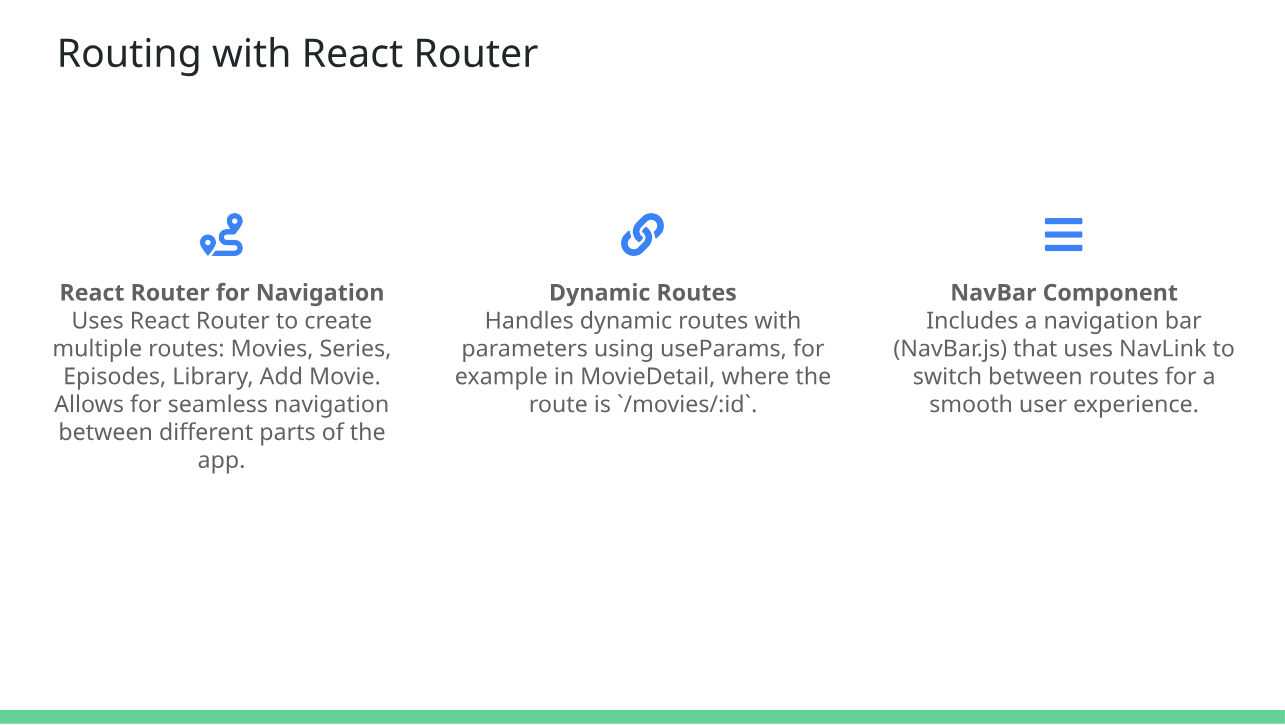 Routing with React Router
React Router for Navigation
Uses React Router to create
multiple routes: Movies, Series,
Episodes, Library, Add Movie.
Allows for seamless navigation
between different parts of the
app.
Dynamic Routes
Handles dynamic routes with
parameters using useParams, for
example in MovieDetail, where the
route is `/movies/:id`.
NavBar Component
Includes a navigation bar
(NavBar.js) that uses NavLink to
switch between routes for a
smooth user experience.